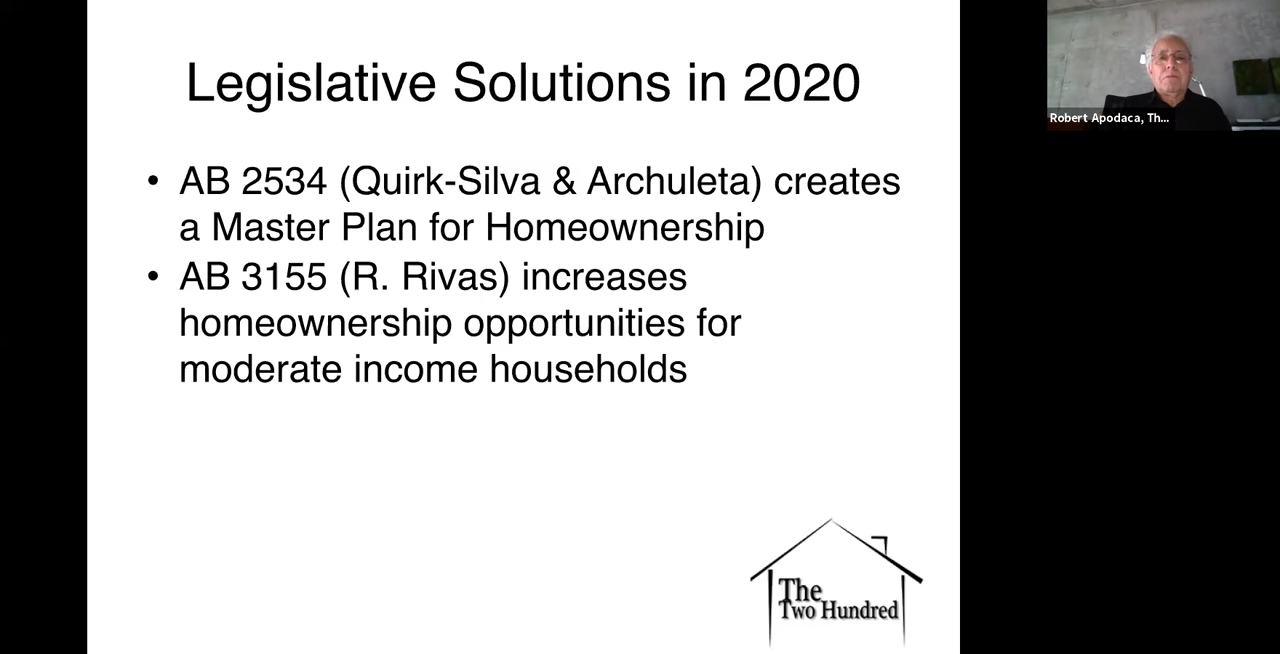 Legislative Solutions in 2020
• AB 2534 (Quirk-Silva & Archuleta) creates
a Master Plan for Homeownership
• AB 3155 (R. Rivas) increases
homeownership opportunities for
moderate income households
The
Two Hundred
Robert Apodaca, Th...